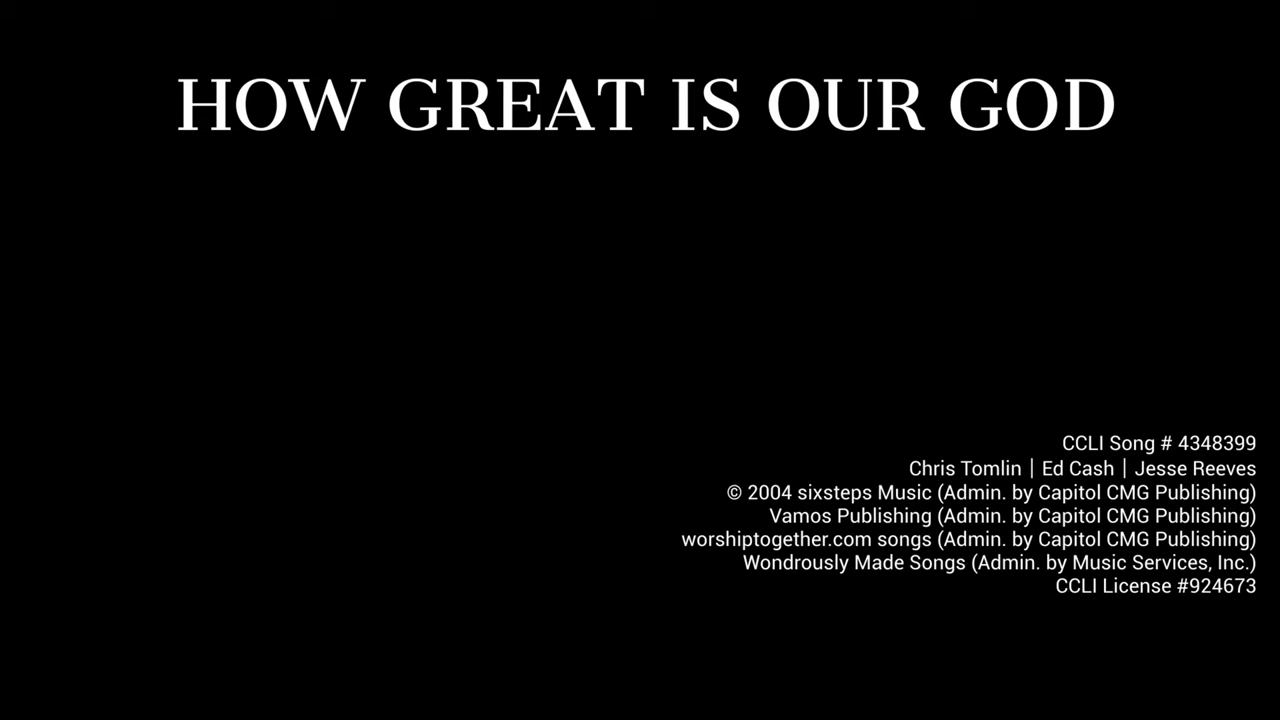 HOW GREAT IS OUR GOD
CCLI Song # 4348399
Chris Tomlin | Ed Cash | Jesse Reeves
© 2004 sixsteps Music (Admin. by Capitol CMG Publishing)
Vamos Publishing (Admin. by Capitol CMG Publishing)
worshiptogether.com songs (Admin. by Capitol CMG Publishing)
Wondrously Made Songs (Admin. by Music Services, Inc.)
CCLI License #924673